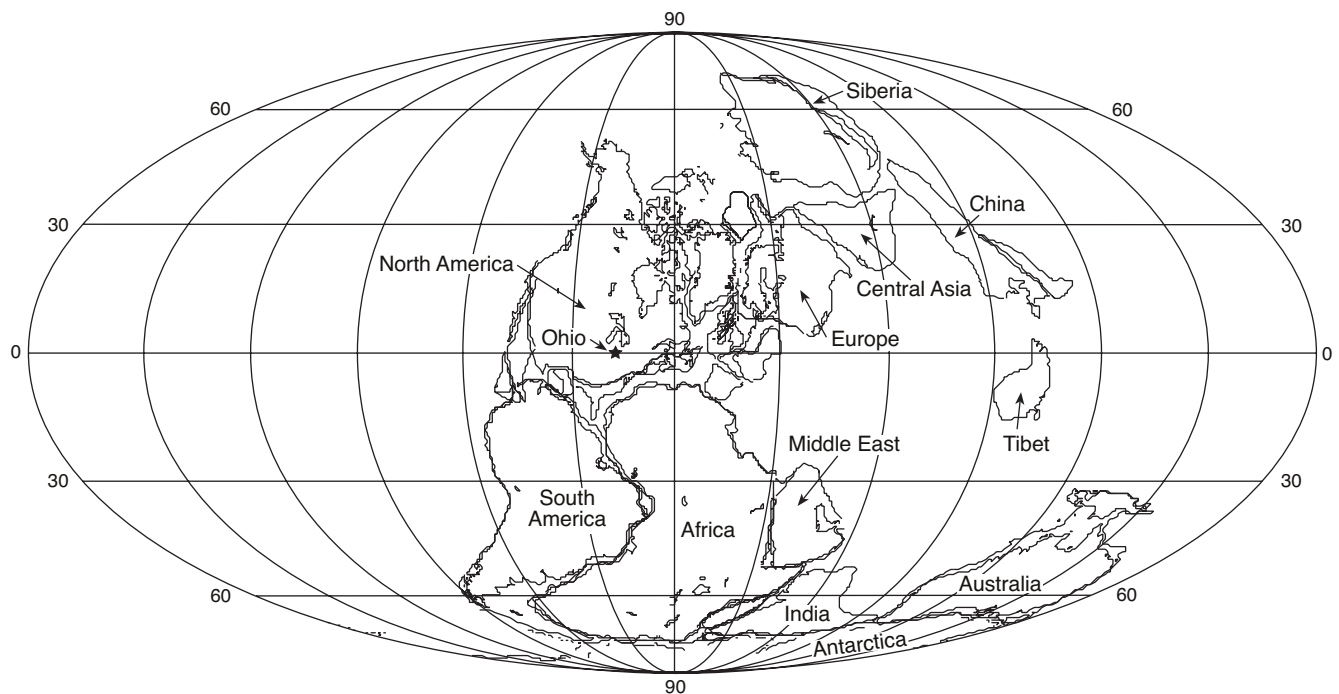 90
60
Siberia
60
30
China
30
North America
Central Asia
Ohio
Europe
0
0
Middle East
Tibet
30
30
South
America
Africa
60
Australia
60
India
Antarctica
90